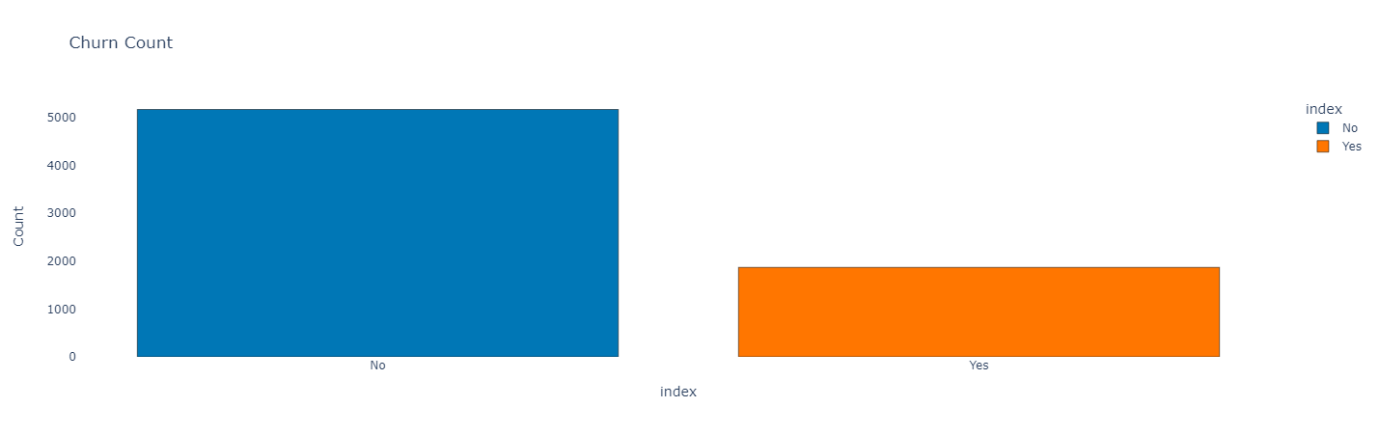 Churn Count
index
No
Yes
5000
4000
3000
2000
1000
0
Count
No Yes
index